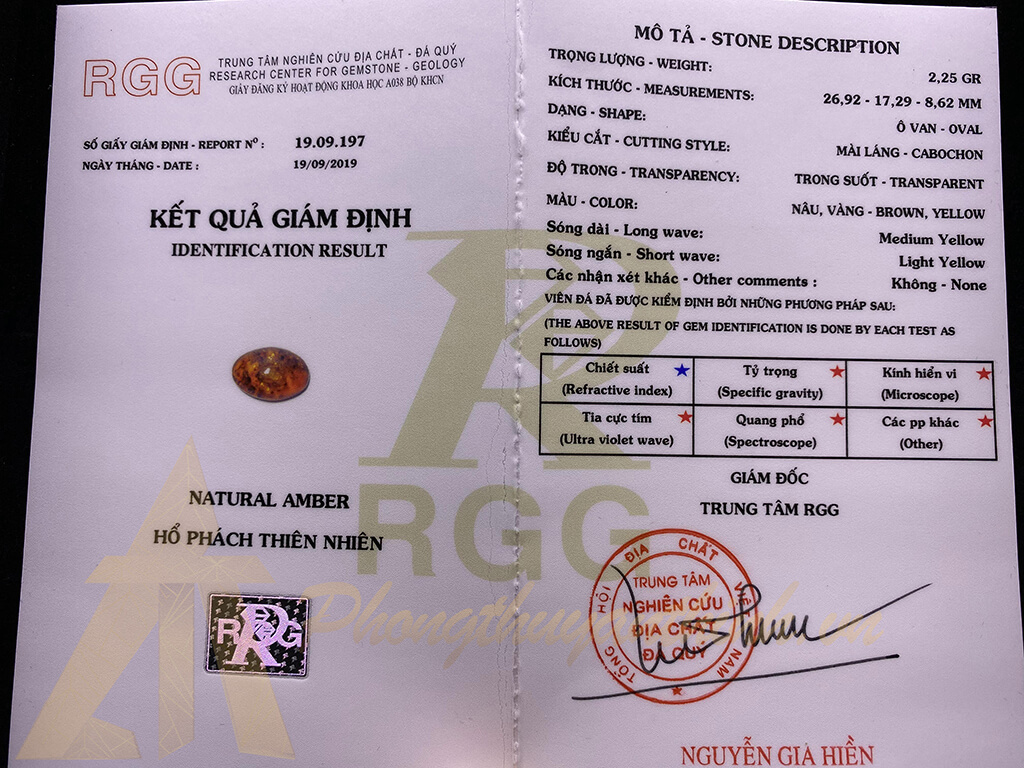 RGG
TRUNG TÂM NGHIÊN CỨU ĐỊA CHẤT - ĐÁ QUÝ
RESEARCH CENTER FOR GEMSTONE - GEOLOGY
GIẤY ĐĂNG KÝ HOẠT ĐỘNG KHOA HỌC A038 BỘ KHCN
SỐ GIẤY GIÁM ĐỊNH - REPORT Nº : 19.09.197
NGÀY THÁNG - DATE : 19/09/2019
KẾT QUẢ GIÁM ĐỊNH
IDENTIFICATION RESULT
NATURAL AMBER
HỔ PHÁCH THIÊN NHIÊN
RGG
RGG
MÔ TẢ - STONE DESCRIPTION
TRỌNG LƯỢNG - WEIGHT: 2,25 GR
KÍCH THƯỚC - MEASUREMENTS: 26,92 - 17,29 - 8,62 MM
DẠNG - SHAPE: Ô VAN - OVAL
KIỂU CẮT - CUTTING STYLE: MÀI LÁNG - CABOCHON
ĐỘ TRONG - TRANSPARENCY: TRONG SUỐT - TRANSPARENT
MÀU - COLOR: NÂU, VÀNG - BROWN, YELLOW
Sóng dài - Long wave: Medium Yellow
Sóng ngắn - Short wave: Light Yellow
Các nhận xét khác - Other comments : Không - None
VIÊN ĐÁ ĐÃ ĐƯỢC KIỂM ĐỊNH BỞI NHỮNG PHƯƠNG PHÁP SAU:
(THE ABOVE RESULT OF GEM IDENTIFICATION IS DONE BY EACH TEST AS
FOLLOWS)
Chiết suất
(Refractive index)
Tỷ trọng
(Specific gravity)
Kính hiển vi
(Microscope)
Tia cực tím
(Ultra violet wave)
Quang phổ
(Spectroscope)
Các pp khác
(Other)
GIÁM ĐỐC
TRUNG TÂM RGG
TỔNG HỘI ĐỊA CHẤT VIỆT NAM
TRUNG TÂM
NGHIÊN CỨU
ĐỊA CHẤT
ĐÁ QUÝ
NGUYỄN GIA HIỀN